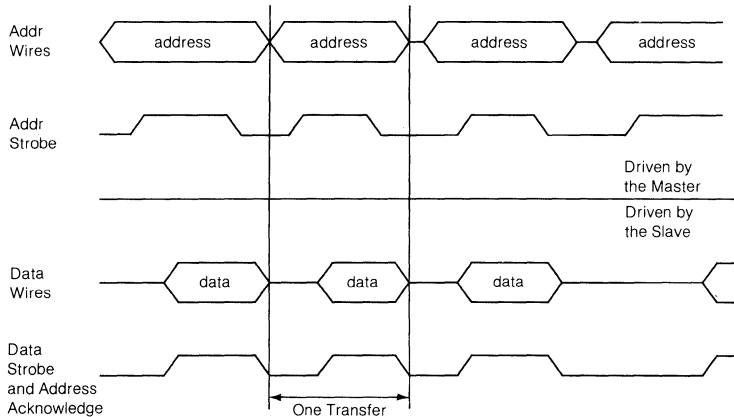 Addr
Wires
address
address
address
address
Addr
Strobe
Driven by
the Master
Driven by
the Slave
Data
Wires
data
data
data
Data
Strobe
and Address
Acknowledge
One Transfer